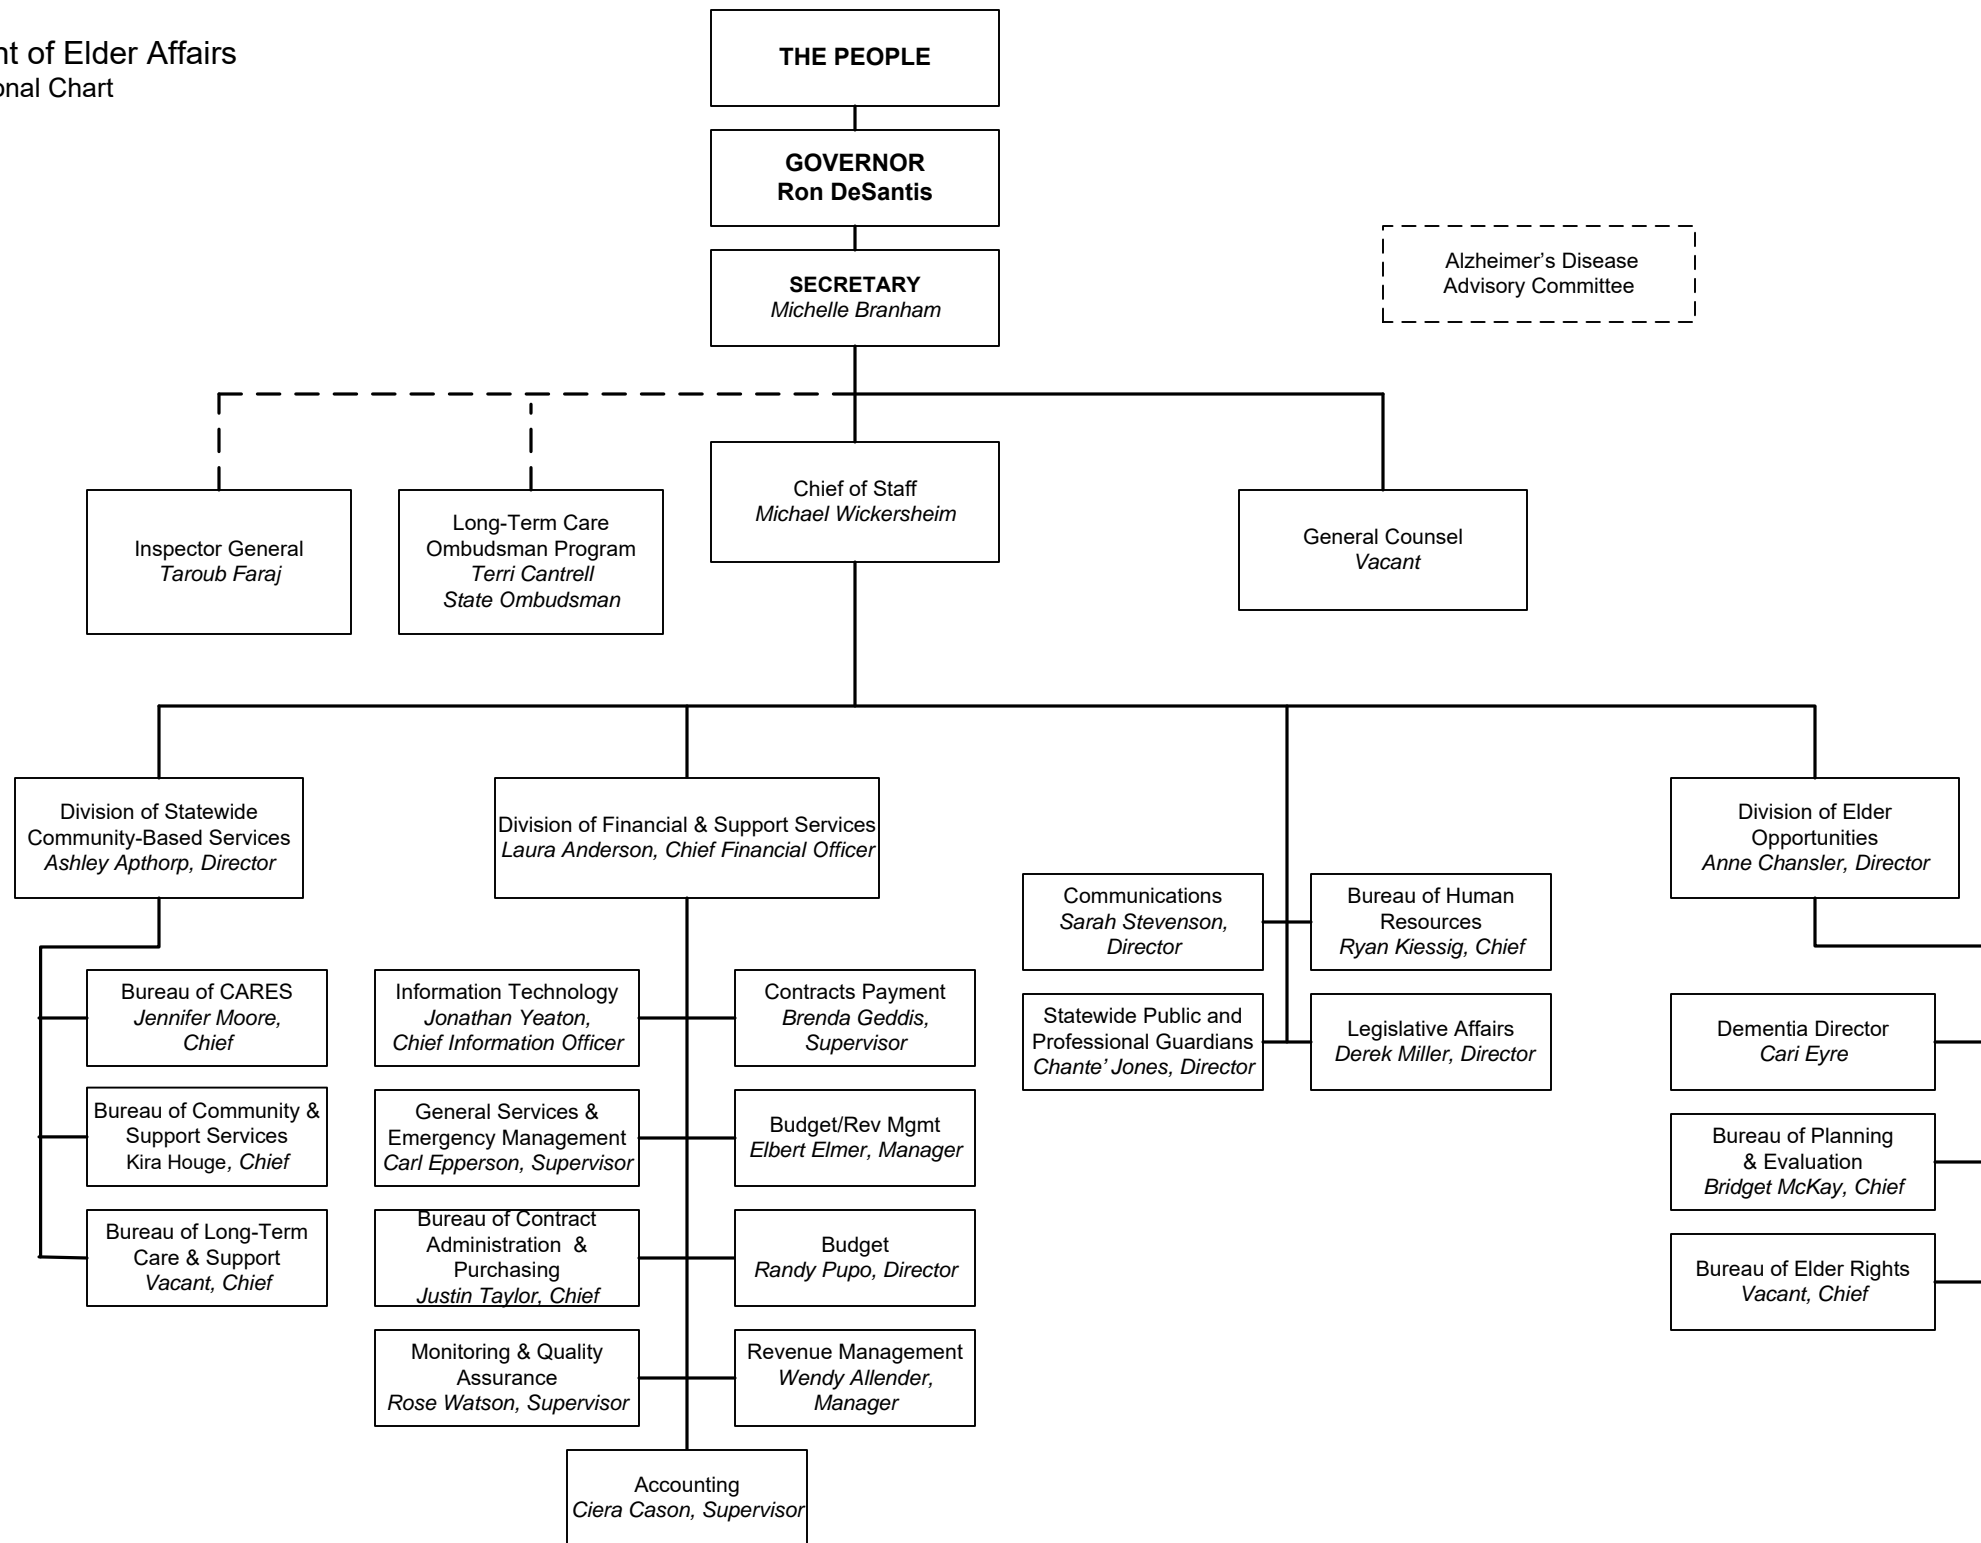 nt of Elder Affairs
onal Chart
THE PEOPLE
GOVERNOR
Ron DeSantis
SECRETARY
Michelle Branham
Alzheimer’s Disease
Advisory Committee
Inspector General
Taroub Faraj
Long-Term Care
Ombudsman Program
Terri Cantrell
State Ombudsman
Chief of Staff
Michael Wickersheim
General Counsel
Vacant
Division of Statewide
Community-Based Services
Ashley Apthorp, Director
Division of Financial & Support Services
Laura Anderson, Chief Financial Officer
Division of Elder
Opportunities
Anne Chansler, Director
Communications
Sarah Stevenson,
Director
Bureau of Human
Resources
Ryan Kiessig, Chief
Statewide Public and
Professional Guardians
Chante’ Jones, Director
Legislative Affairs
Derek Miller, Director
Bureau of CARES
Jennifer Moore,
Chief
Bureau of Community &
Support Services
Kira Houge, Chief
Bureau of Long-Term
Care & Support
Vacant, Chief
Information Technology
Jonathan Yeaton,
Chief Information Officer
Contracts Payment
Brenda Geddis,
Supervisor
General Services &
Emergency Management
Carl Epperson, Supervisor
Budget/Rev Mgmt
Elbert Elmer, Manager
Bureau of Contract
Administration &
Purchasing
Justin Taylor, Chief
Budget
Randy Pupo, Director
Monitoring & Quality
Assurance
Rose Watson, Supervisor
Revenue Management
Wendy Allender,
Manager
Accounting
Ciera Cason, Supervisor
Dementia Director
Cari Eyre
Bureau of Planning
& Evaluation
Bridget McKay, Chief
Bureau of Elder Rights
Vacant, Chief